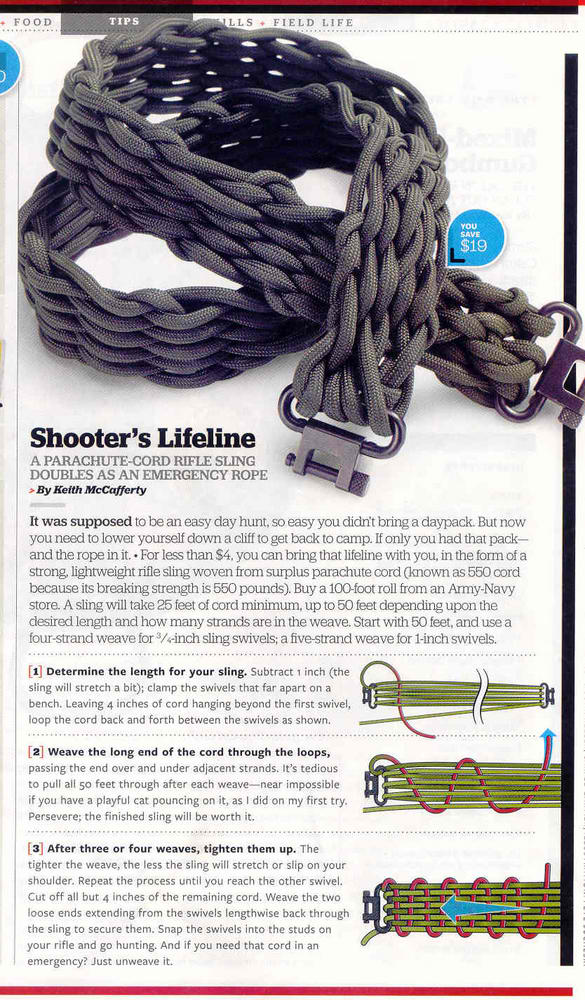 + FOOD
TIPS
ILLS + FIELD LIFE
YOU
SAVE
$19
Shooter's Lifeline
A PARACHUTE-CORD RIFLE SLING
DOUBLES AS AN EMERGENCY ROPE
> By Keith McCafferty
It was supposed to be an easy day hunt, so easy you didn't bring a daypack. But now
you need to lower yourself down a cliff to get back to camp. If only you had that pack—
and the rope in it. • For less than $4, you can bring that lifeline with you, in the form of a
strong, lightweight rifle sling woven from surplus parachute cord (known as 550 cord
because its breaking strength is 550 pounds). Buy a 100-foot roll from an Army-Navy
store. A sling will take 25 feet of cord minimum, up to 50 feet depending upon the
desired length and how many strands are in the weave. Start with 50 feet, and use a
four-strand weave for 3/4-inch sling swivels; a five-strand weave for 1-inch swivels.
[1] Determine the length for your sling. Subtract 1 inch (the
sling will stretch a bit); clamp the swivels that far apart on a
bench. Leaving 4 inches of cord hanging beyond the first swivel,
loop the cord back and forth between the swivels as shown.
[2] Weave the long end of the cord through the loops,
passing the end over and under adjacent strands. It's tedious
to pull all 50 feet through after each weave—near impossible
if you have a playful cat pouncing on it, as I did on my first try.
Persevere; the finished sling will be worth it.
[3] After three or four weaves, tighten them up. The
tighter the weave, the less the sling will stretch or slip on your
shoulder. Repeat the process until you reach the other swivel.
Cut off all but 4 inches of the remaining cord. Weave the two
loose ends extending from the swivels lengthwise back through
the sling to secure them. Snap the swivels into the studs on
your rifle and go hunting. And if you need that cord in an
emergency? Just unweave it.